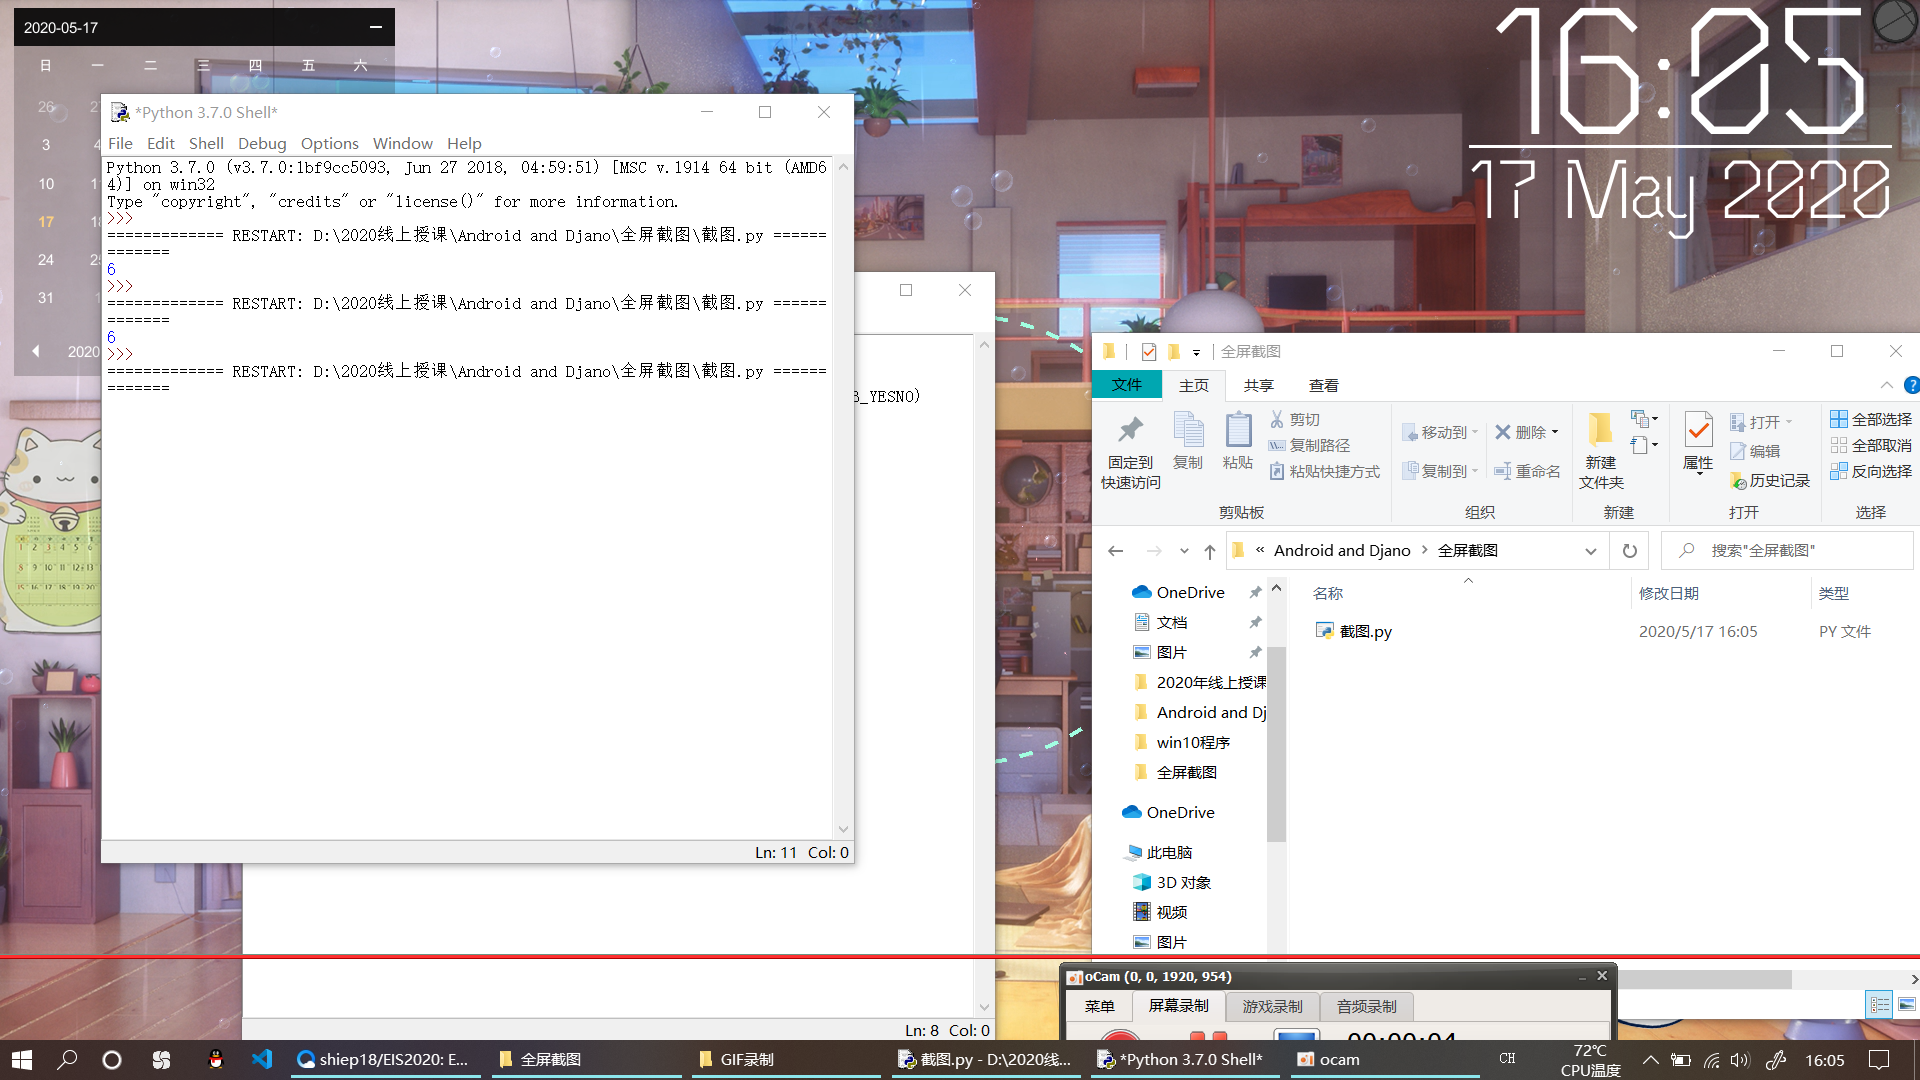 2020-05-17
日 一 二 三 四 五 六
26
3
10
17
24
31
2020
16:05
17 May 2020
*Python 3.7.0 Shell*
File Edit Shell Debug Options Window Help
Python 3.7.0 (v3.7.0:1bf9cc5093, Jun 27 2018, 04:59:51) [MSC v.1914 64 bit (AMD6
4)] on win32
Type "copyright", "credits" or "license()" for more information.
>>>
============= RESTART: D:\2020线上授课\Android and Djano\全屏截图\截图.py ======
=======
6
>>>
============= RESTART: D:\2020线上授课\Android and Djano\全屏截图\截图.py ======
=======
6
>>>
============= RESTART: D:\2020线上授课\Android and Djano\全屏截图\截图.py ======
=======
Ln: 11 Col: 0
B_YESNO)
Ln: 8 Col: 0
全屏截图
文件 主页 共享 查看
固定到
快速访问
复制
粘贴
剪切
复制路径
粘贴快捷方式
剪贴板
移动到
复制到
删除
重命名
组织
新建
文件夹
新建
属性
打开
编辑
历史记录
打开
全部选择
全部取消
反向选择
选择
« Android and Djano › 全屏截图
搜索"全屏截图"
名称 修改日期 类型
截图.py 2020/5/17 16:05 PY 文件
OneDrive
文档
图片
2020年线上授课
Android and Dj
win10程序
全屏截图
OneDrive
此电脑
3D 对象
视频
图片
oCam (0, 0, 1920, 954)
菜单 屏幕录制 游戏录制 音频录制
00:00:04
shiep18/EIS2020: E...
全屏截图
GIF录制
截图.py - D:\2020线...
*Python 3.7.0 Shell*
ocam
CH
72℃
CPU温度
16:05